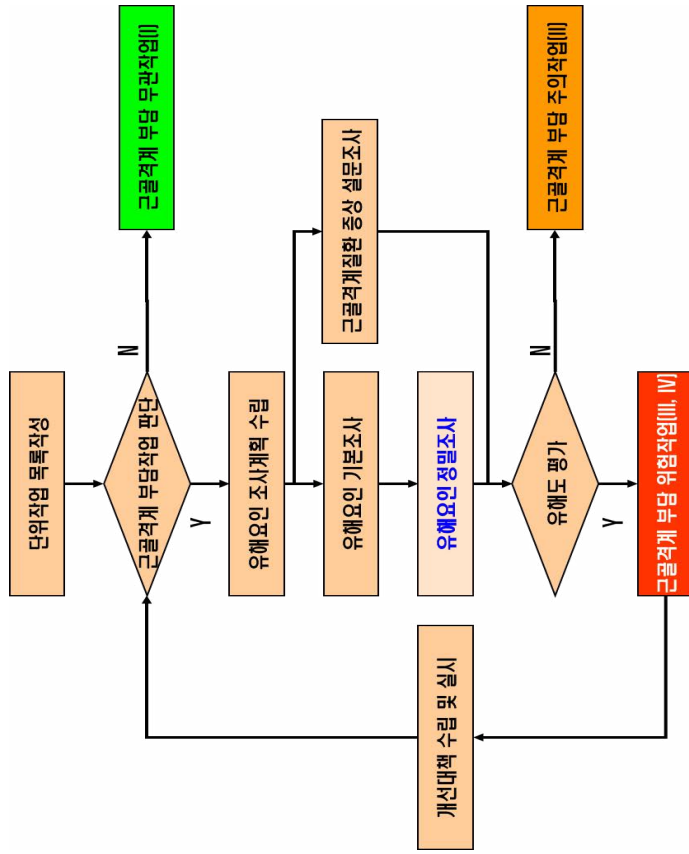 단위작업 목록작성
근골격계 부담작업 판단
N
근골격계 부담 무관작업(I)
Y
유해요인 조사계획 수립
유해요인 기본조사
근골격계질환 증상 설문조사
유해요인 정밀조사
유해도 평가
N
근골격계 부담 주의작업(II)
Y
근골격계 부담 위험작업(III, IV)
개선대책 수립 및 실시